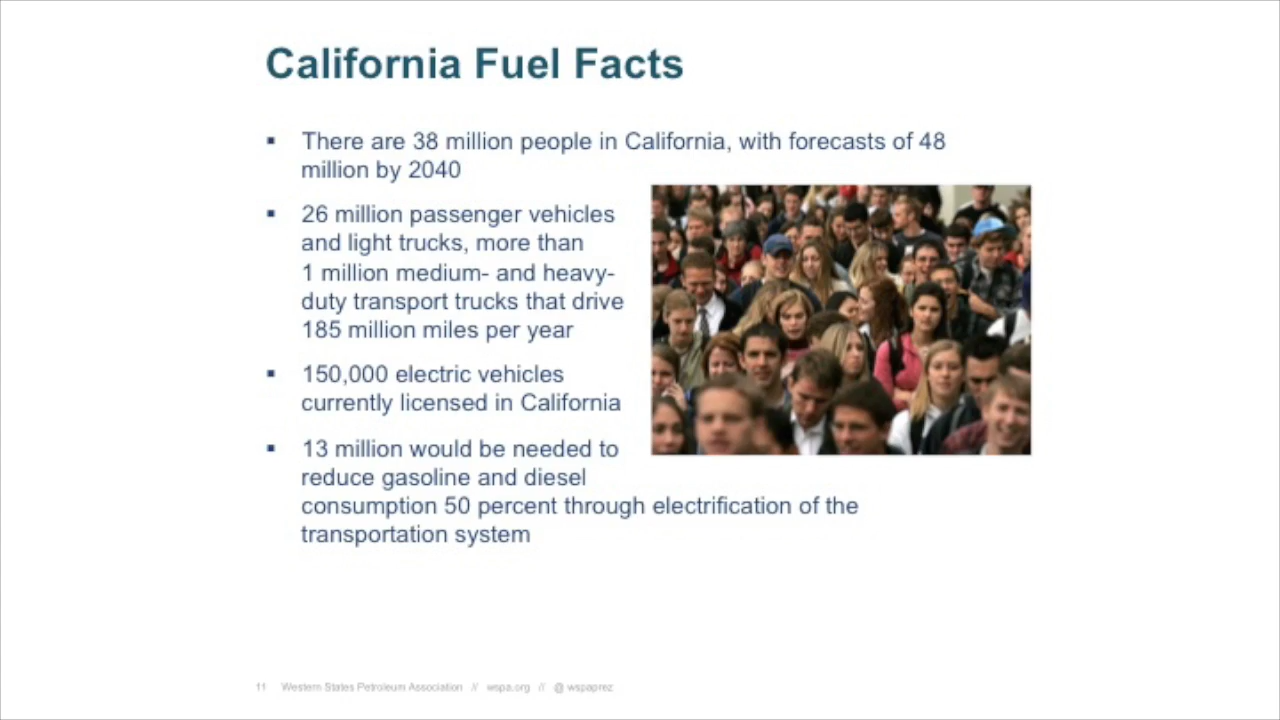 California Fuel Facts
▪ There are 38 million people in California, with forecasts of 48
million by 2040
▪ 26 million passenger vehicles
and light trucks, more than
1 million medium- and heavy-
duty transport trucks that drive
185 million miles per year
▪ 150,000 electric vehicles
currently licensed in California
▪ 13 million would be needed to
reduce gasoline and diesel
consumption 50 percent through electrification of the
transportation system
11 Western States Petroleum Association // wspa.org // @ wspaprez